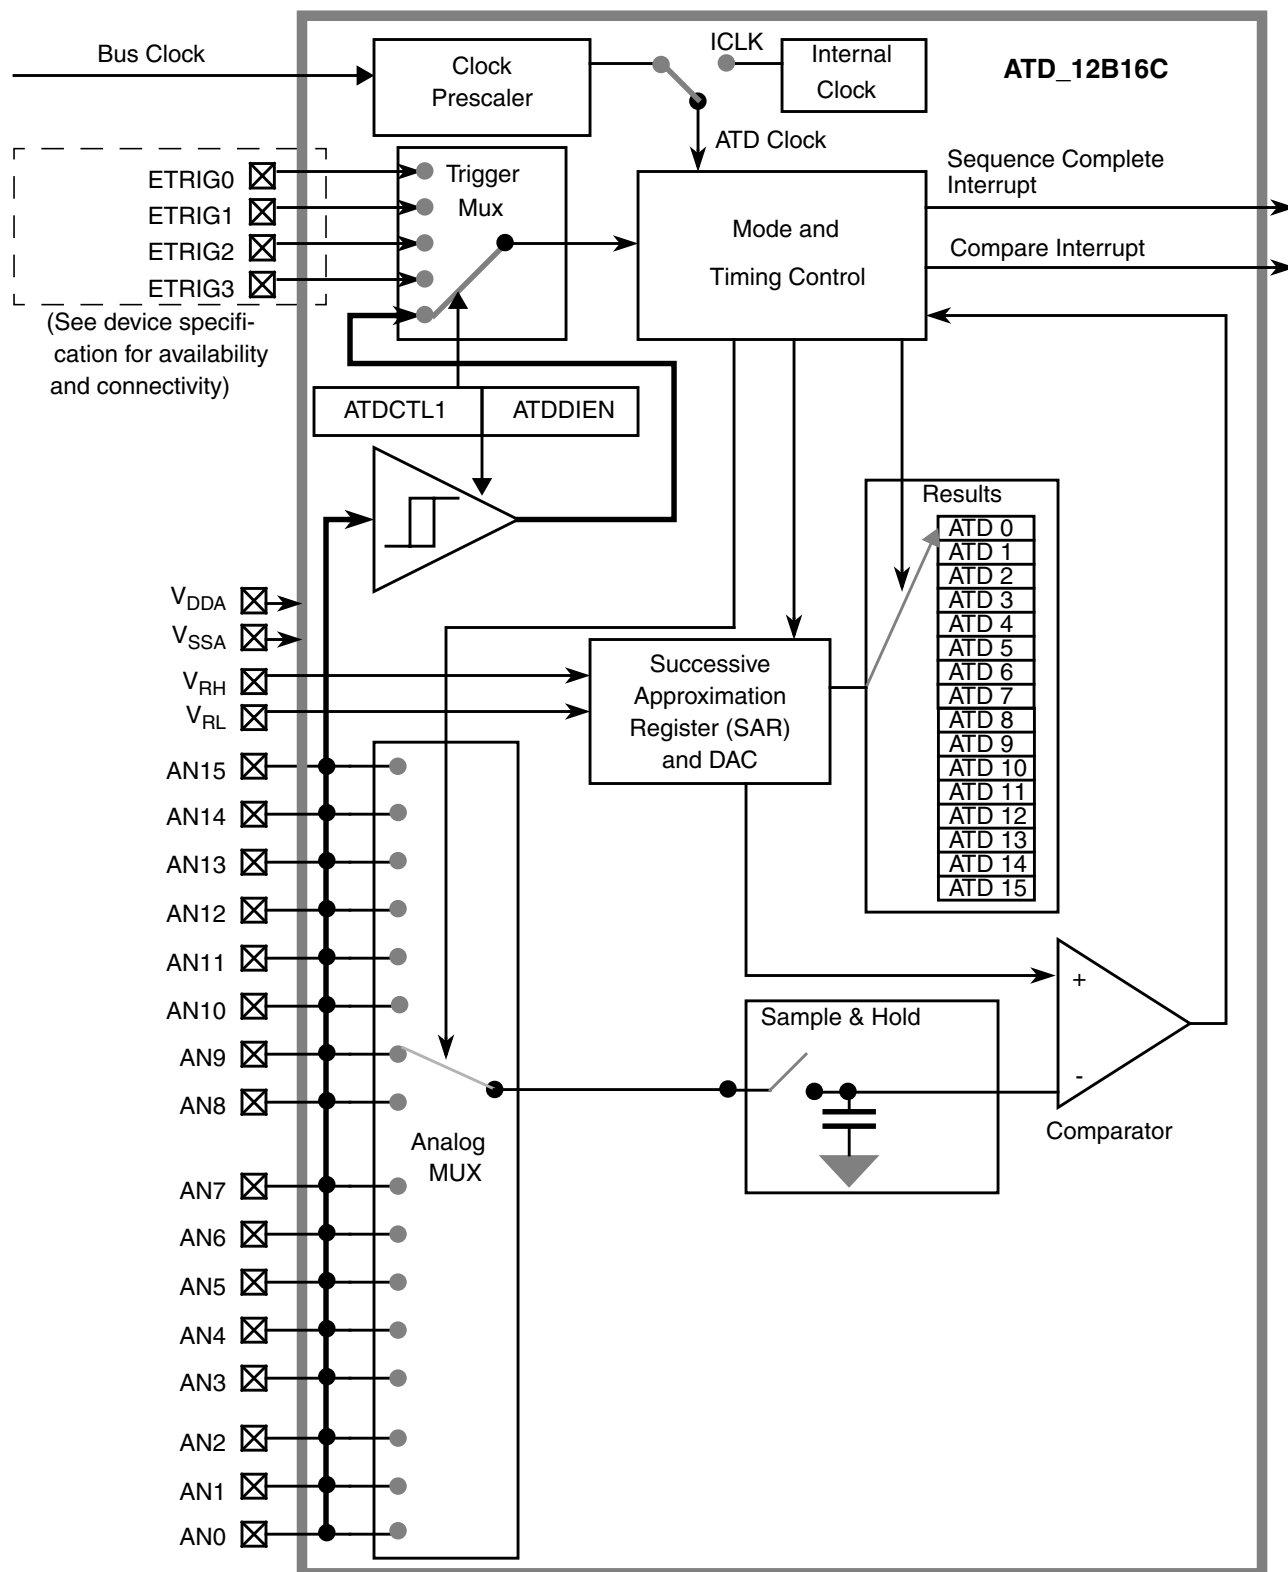 Bus Clock
Clock
Prescaler
ICLK
Internal
Clock
ATD_12B16C
ATD Clock
ETRIG0
ETRIG1
ETRIG2
ETRIG3
(See device specifi-
cation for availability
and connectivity)
Trigger
Mux
Mode and
Timing Control
Sequence Complete
Interrupt
Compare Interrupt
ATDCTL1
ATDDIEN
Results
ATD 0
ATD 1
ATD 2
ATD 3
ATD 4
ATD 5
ATD 6
ATD 7
ATD 8
ATD 9
ATD 10
ATD 11
ATD 12
ATD 13
ATD 14
ATD 15
VDDA
VSSA
VRH
VRL
Successive
Approximation
Register (SAR)
and DAC
AN15
AN14
AN13
AN12
AN11
AN10
AN9
AN8
AN7
AN6
AN5
AN4
AN3
AN2
AN1
AN0
Analog
MUX
Sample & Hold
+
-
Comparator